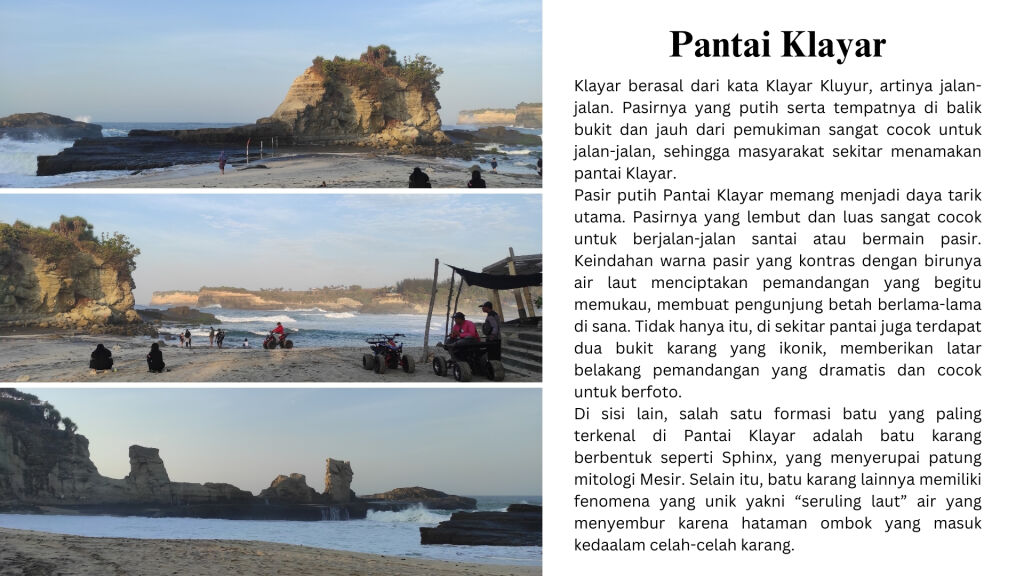 Pantai Klayar
Klayar berasal dari kata Klayar Kluyur, artinya jalan-
jalan. Pasirnya yang putih serta tempatnya di balik
bukit dan jauh dari pemukiman sangat cocok untuk
jalan-jalan, sehingga masyarakat sekitar menamakan
pantai Klayar.
Pasir putih Pantai Klayar memang menjadi daya tarik
utama. Pasirnya yang lembut dan luas sangat cocok
untuk berjalan-jalan santai atau bermain pasir.
Keindahan warna pasir yang kontras dengan birunya
air laut menciptakan pemandangan yang begitu
memukau, membuat pengunjung betah berlama-lama
di sana. Tidak hanya itu, di sekitar pantai juga terdapat
dua bukit karang yang ikonik, memberikan latar
belakang pemandangan yang dramatis dan cocok
untuk berfoto.
Di sisi lain, salah satu formasi batu yang paling
terkenal di Pantai Klayar adalah batu karang
berbentuk seperti Sphinx, yang menyerupai patung
mitologi Mesir. Selain itu, batu karang lainnya memiliki
fenomena yang unik yakni “seruling laut” air yang
menyembur karena hataman ombok yang masuk
kedaalam celah-celah karang.